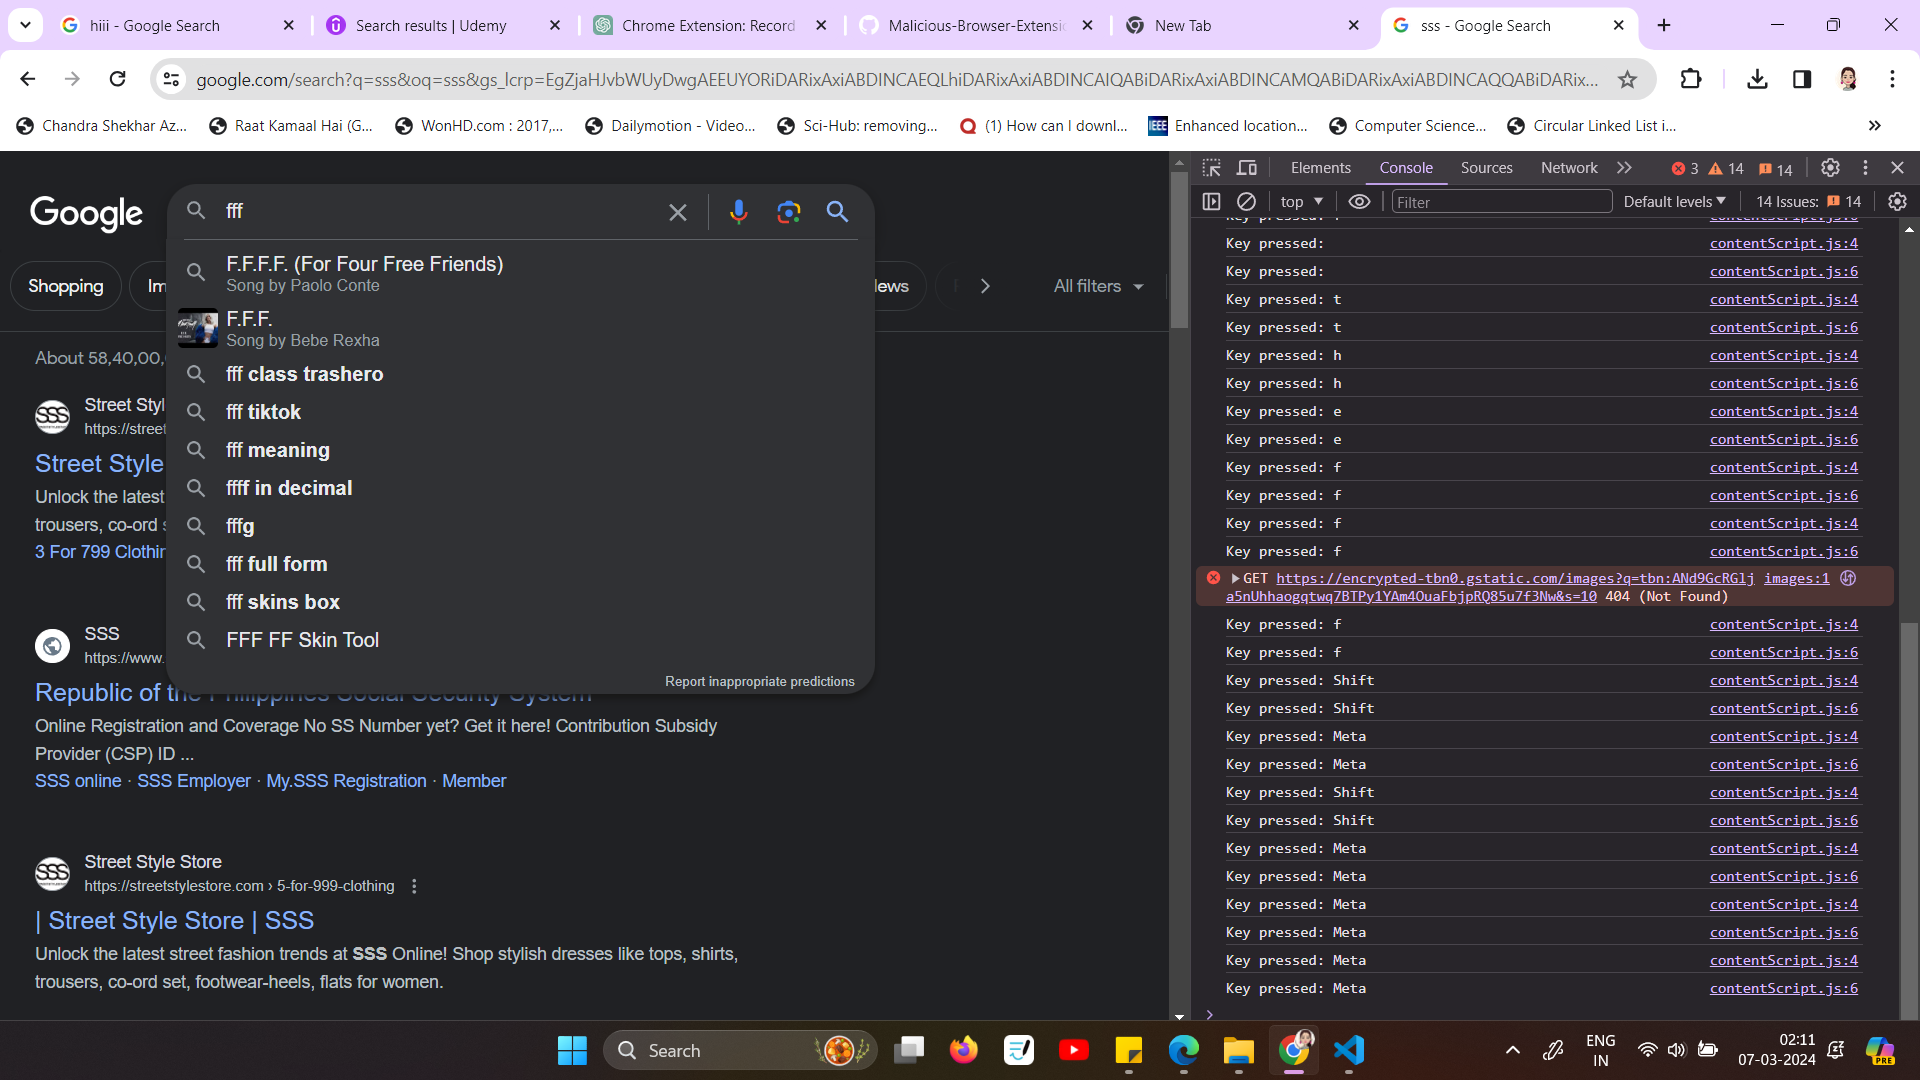 hiii - Google Search
Search results | Udemy
Chrome Extension: Record
Malicious-Browser-Extensio
New Tab
sss - Google Search
google.com/search?q=sss&oq=sss&gs_lcrp=EgZjaHJvbWUyDwgAEEUYORiDARixAxiABDINCAEQLhiDARixAxiABDINCAIQABiDARixAxiABDINCAMQABiDARixAxiABDINCAQQABiDARix...
Chandra Shekhar Az...
Raat Kamaal Hai (G...
WonHD.com : 2017,...
Dailymotion - Video...
Sci-Hub: removing...
(1) How can I downl...
IEEE Enhanced location...
Computer Science...
Circular Linked List i...
Google
fff
Shopping
Im
lews
All filters
F.F.F.F. (For Four Free Friends)
Song by Paolo Conte
F.F.F.
Song by Bebe Rexha
fff class trashero
fff tiktok
fff meaning
ffff in decimal
fffg
fff full form
fff skins box
FFF FF Skin Tool
Report inappropriate predictions
About 58,40,00,
SSS
Street Styl
https://street
Street Style
Unlock the latest
trousers, co-ord s
3 For 799 Clothin
SSS
https://www.
Republic of the Philippines Social Security System
Online Registration and Coverage No SS Number yet? Get it here! Contribution Subsidy
Provider (CSP) ID ...
SSS online · SSS Employer · My.SSS Registration · Member
SSS
Street Style Store
https://streetstylestore.com › 5-for-999-clothing
| Street Style Store | SSS
Unlock the latest street fashion trends at SSS Online! Shop stylish dresses like tops, shirts,
trousers, co-ord set, footwear-heels, flats for women.
Elements
Console
Sources
Network
3
14
14
top
Filter
Default levels
14 Issues: 14
Key pressed: f contentScript.js:6
Key pressed: contentScript.js:4
Key pressed: contentScript.js:6
Key pressed: t contentScript.js:4
Key pressed: t contentScript.js:6
Key pressed: h contentScript.js:4
Key pressed: h contentScript.js:6
Key pressed: e contentScript.js:4
Key pressed: e contentScript.js:6
Key pressed: f contentScript.js:4
Key pressed: f contentScript.js:6
Key pressed: f contentScript.js:4
Key pressed: f contentScript.js:6
GET https://encrypted-tbn0.gstatic.com/images?q=tbn:ANd9GcRGlj images:1
a5nUhhaogqtwq7BTPy1YAm4OuaFbjpRQ85u7f3Nw&s=10 404 (Not Found)
Key pressed: f contentScript.js:4
Key pressed: f contentScript.js:6
Key pressed: Shift contentScript.js:4
Key pressed: Shift contentScript.js:6
Key pressed: Meta contentScript.js:4
Key pressed: Meta contentScript.js:6
Key pressed: Shift contentScript.js:4
Key pressed: Shift contentScript.js:6
Key pressed: Meta contentScript.js:4
Key pressed: Meta contentScript.js:6
Key pressed: Meta contentScript.js:4
Key pressed: Meta contentScript.js:6
Key pressed: Meta contentScript.js:4
Key pressed: Meta contentScript.js:6
Search
ENG
IN
02:11
07-03-2024
PRE